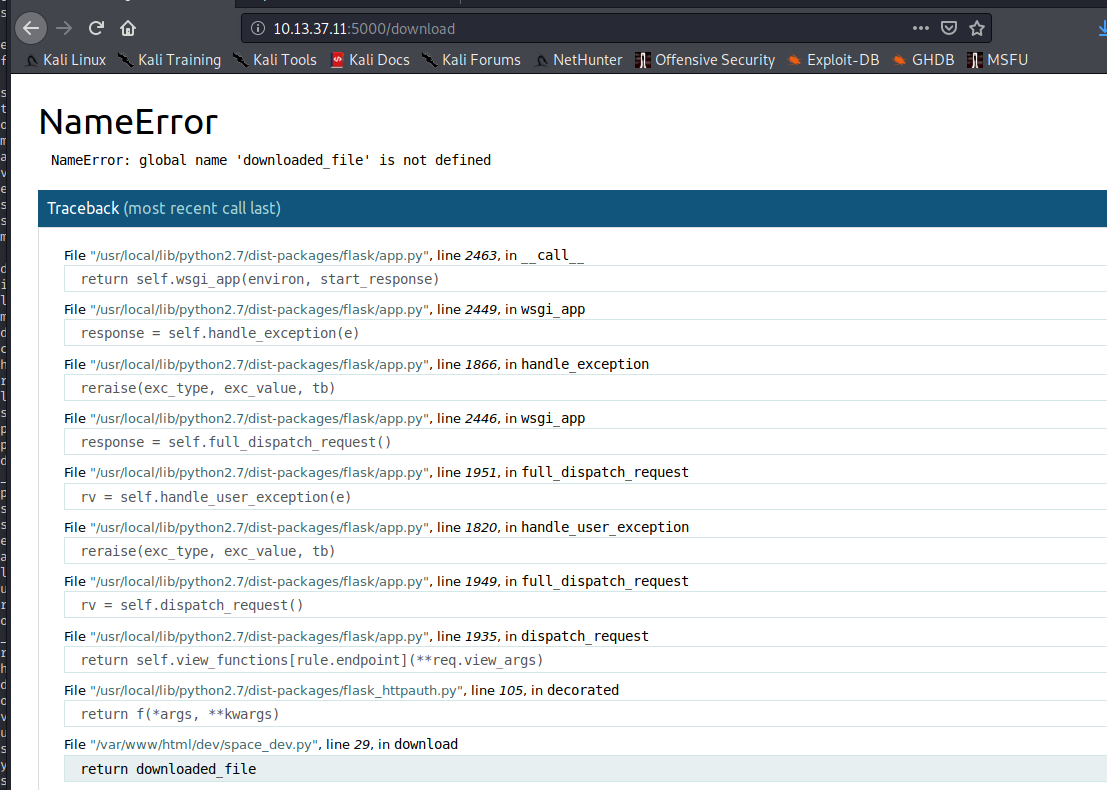 10.13.37.11:5000/download
Kali Linux Kali Training Kali Tools Kali Docs Kali Forums NetHunter Offensive Security Exploit-DB GHDB MSFU
NameError
NameError: global name 'downloaded_file' is not defined
Traceback (most recent call last)
File "/usr/local/lib/python2.7/dist-packages/flask/app.py", line 2463, in __call__
return self.wsgi_app(environ, start_response)
File "/usr/local/lib/python2.7/dist-packages/flask/app.py", line 2449, in wsgi_app
response = self.handle_exception(e)
File "/usr/local/lib/python2.7/dist-packages/flask/app.py", line 1866, in handle_exception
reraise(exc_type, exc_value, tb)
File "/usr/local/lib/python2.7/dist-packages/flask/app.py", line 2446, in wsgi_app
response = self.full_dispatch_request()
File "/usr/local/lib/python2.7/dist-packages/flask/app.py", line 1951, in full_dispatch_request
rv = self.handle_user_exception(e)
File "/usr/local/lib/python2.7/dist-packages/flask/app.py", line 1820, in handle_user_exception
reraise(exc_type, exc_value, tb)
File "/usr/local/lib/python2.7/dist-packages/flask/app.py", line 1949, in full_dispatch_request
rv = self.dispatch_request()
File "/usr/local/lib/python2.7/dist-packages/flask/app.py", line 1935, in dispatch_request
return self.view_functions[rule.endpoint](**req.view_args)
File "/usr/local/lib/python2.7/dist-packages/flask_httpauth.py", line 105, in decorated
return f(*args, **kwargs)
File "/var/www/html/dev/space_dev.py", line 29, in download
return downloaded_file